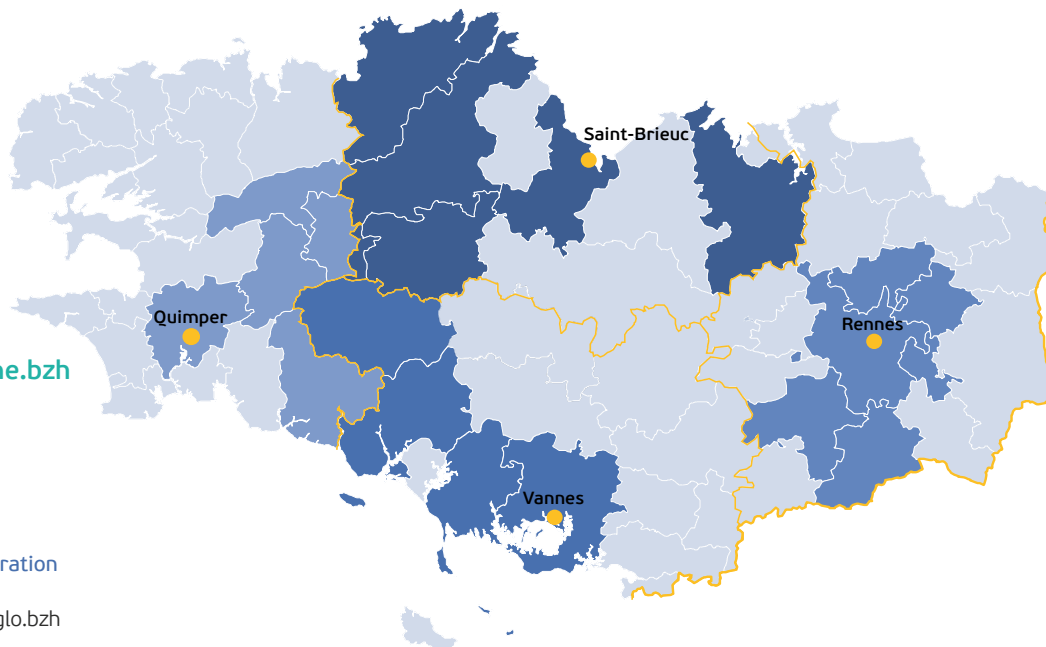 Saint-Brieuc
Quimper
Rennes
ne.bzh
Vannes
ration
glo.bzh